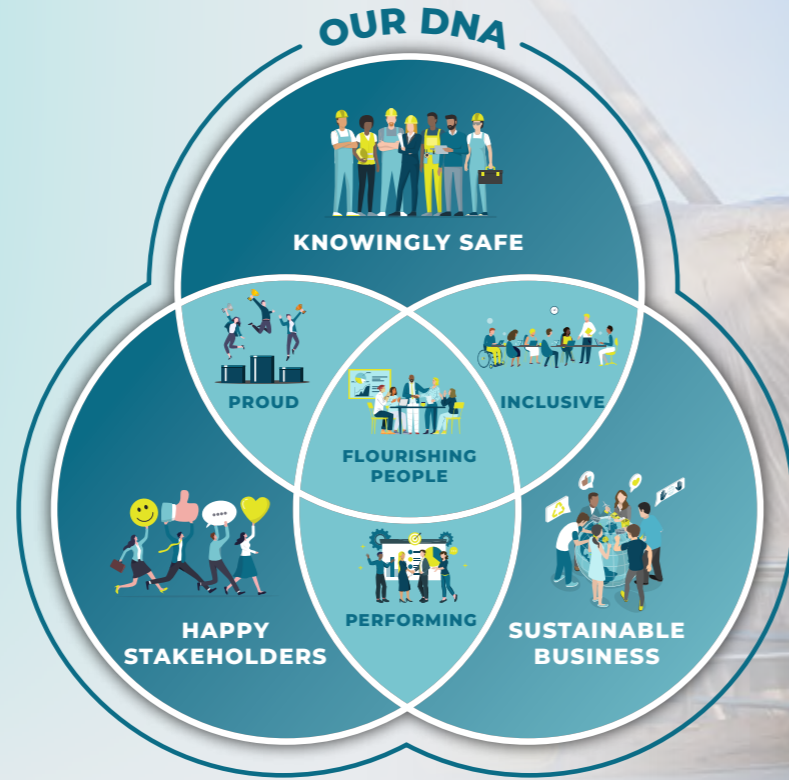 OUR DNA
KNOWINGLY SAFE
PROUD
INCLUSIVE
FLOURISHING
PEOPLE
PERFORMING
HAPPY
STAKEHOLDERS
SUSTAINABLE
BUSINESS